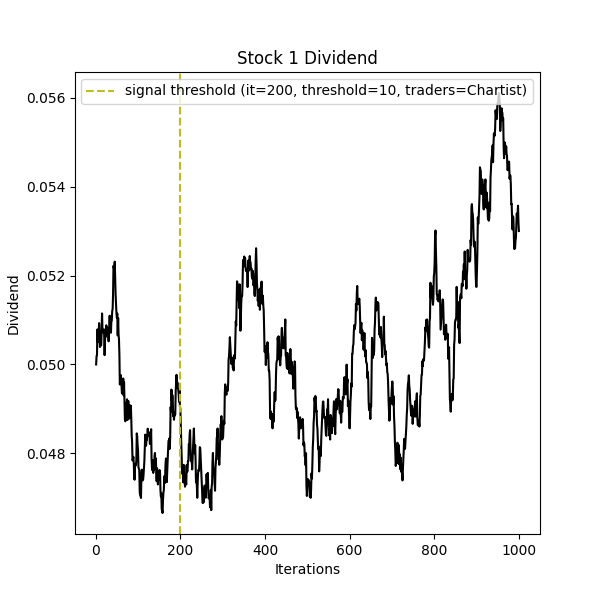 Stock 1 Dividend
signal threshold (it=200, threshold=10, traders=Chartist)
0.056
0.054
0.052
0.050
0.048
Dividend
0
200
400
600
800
1000
Iterations